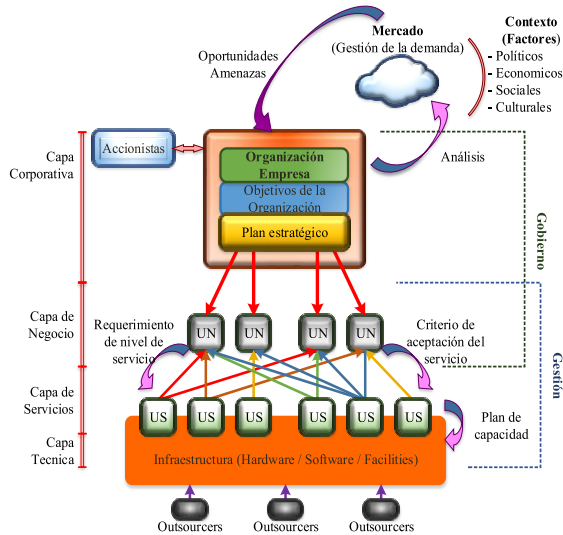 Mercado
(Gestión de la demanda)
Contexto
(Factores)
- Políticos
- Economicos
- Sociales
- Culturales
Oportunidades
Amenazas
Capa
Corporativa
Accionistas
Organización
Empresa
Objetivos de la
Organización
Plan estratégico
Análisis
Gobierno
Gestión
Capa de
Negocio
Requerimiento
de nivel de
servicio
UN
UN
UN
UN
Criterio de
aceptación del
servicio
Capa de
Servicios
US
US
US
US
US
US
Plan de
capacidad
Capa
Tecnica
Infraestructura (Hardware / Software / Facilities)
Outsourcers
Outsourcers
Outsourcers